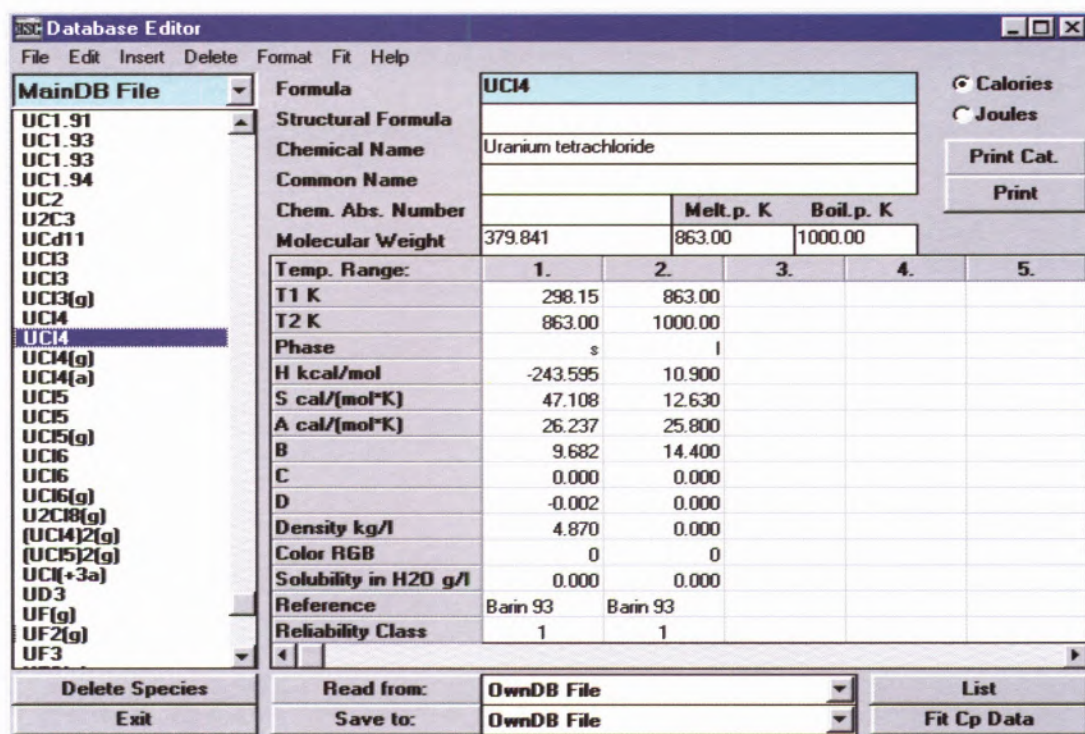 Database Editor
File Edit Insert Delete Format Fit Help
MainDB File
UC1.91
UC1.93
UC1.93
UC1.94
UC2
U2C3
UCd11
UCl3
UCl3
UCl3(g)
UCl4
UCl4
UCl4(g)
UCl4(a)
UCl5
UCl5
UCl5(g)
UCl6
UCl6
UCl6(g)
U2Cl8(g)
(UCl4)2(g)
(UCl5)2(g)
UCl(+3a)
UD3
UF(g)
UF2(g)
UF3
Formula UCl4
Structural Formula
Chemical Name Uranium tetrachloride
Common Name
Chem. Abs. Number Melt.p. K Boil.p. K
Molecular Weight 379.841 863.00 1000.00
Calories
Joules
Print Cat.
Print
Temp. Range: 1. 2. 3. 4. 5.
T1 K 298.15 863.00
T2 K 863.00 1000.00
Phase s l
H kcal/mol -243.595 10.900
S cal/(mol*K) 47.108 12.630
A cal/(mol*K) 26.237 25.800
B 9.682 14.400
C 0.000 0.000
D -0.002 0.000
Density kg/l 4.870 0.000
Color RGB 0 0
Solubility in H2O g/l 0.000 0.000
Reference Barin 93 Barin 93
Reliability Class 1 1
Delete Species Read from: OwnDB File List
Exit Save to: OwnDB File Fit Cp Data